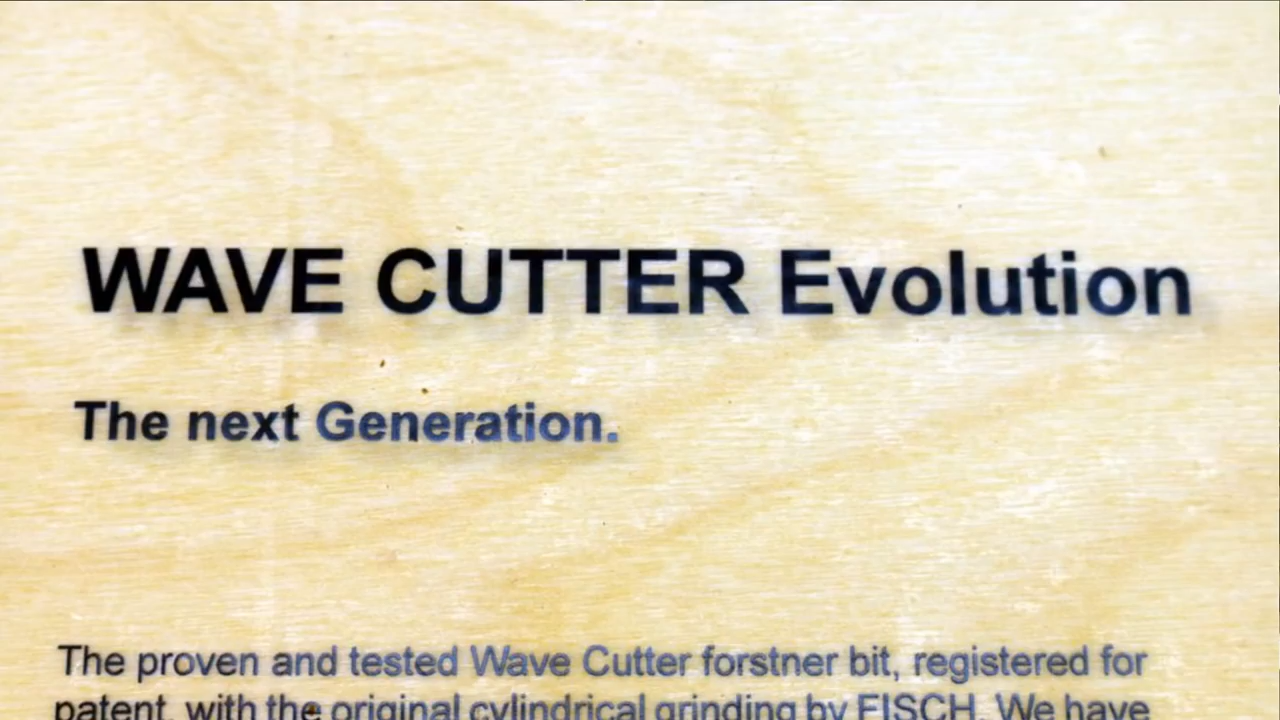 WAVE CUTTER Evolution
The next Generation.
The proven and tested Wave Cutter forstner bit, registered for
patent, with the original cylindrical grinding by FISCH. We have